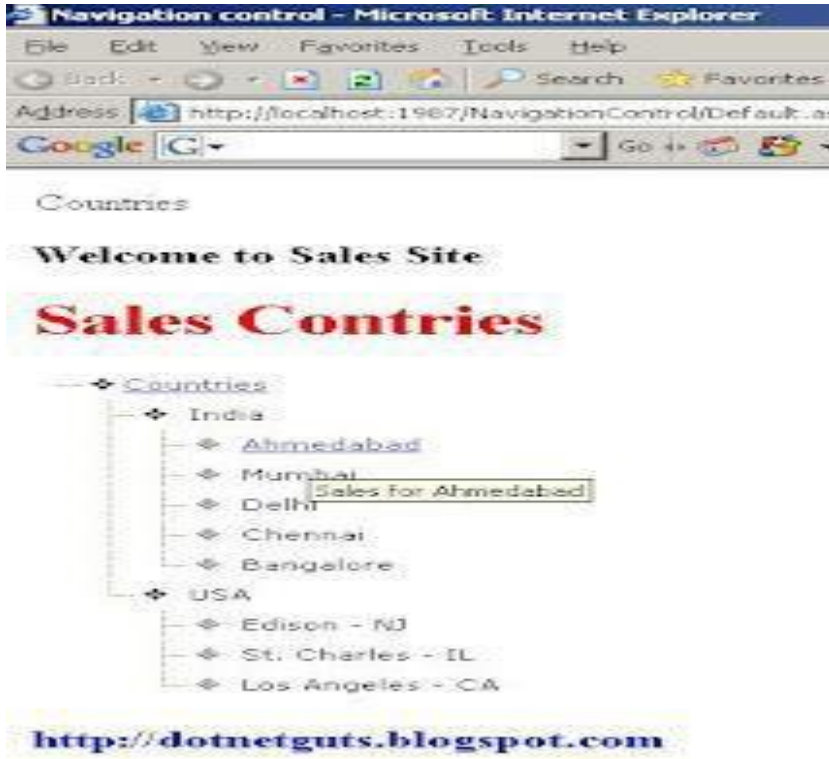 Navigation control - Microsoft Internet Explorer
File Edit View Favorites Tools Help
Back Search Favorites
Address http://localhost:1987/NavigationControl/Default.as
Google G Go
Countries
Welcome to Sales Site
Sales Contries
Countries
India
Ahmedabad
Mumbai
Sales for Ahmedabad
Delhi
Chennai
Bangalore
USA
Edison - NJ
St. Charles - IL
Los Angeles - CA
http://dotnetguts.blogspot.com